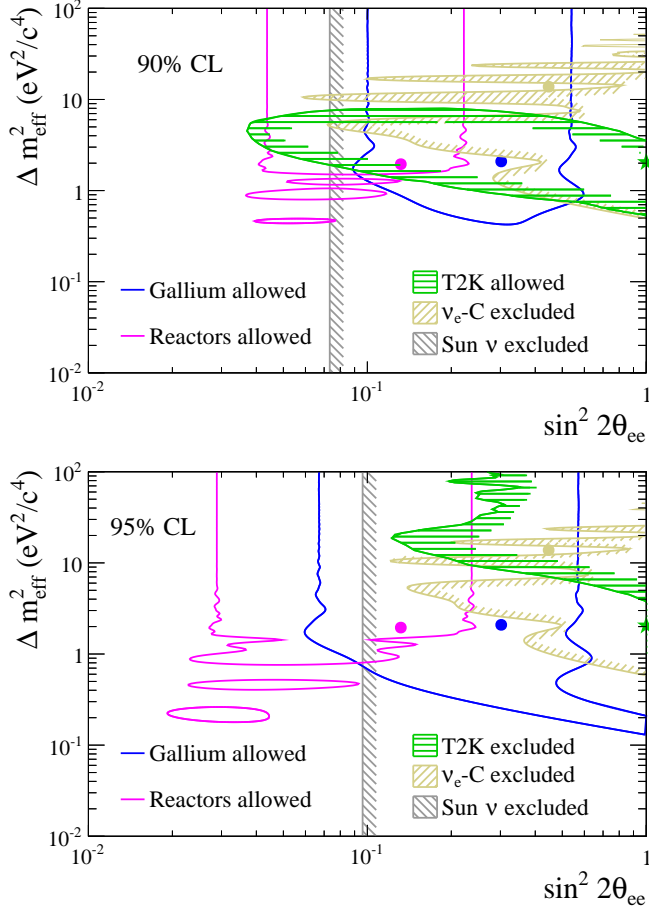 Δ m²eff (eV²/c⁴)
10²
10
1
10⁻¹
10⁻²
90% CL
Gallium allowed
Reactors allowed
T2K allowed
νe-C excluded
Sun ν excluded
10⁻² 10⁻¹ 1
sin² 2θee
Δ m²eff (eV²/c⁴)
10²
10
1
10⁻¹
10⁻²
95% CL
Gallium allowed
Reactors allowed
T2K excluded
νe-C excluded
Sun ν excluded
10⁻² 10⁻¹ 1
sin² 2θee